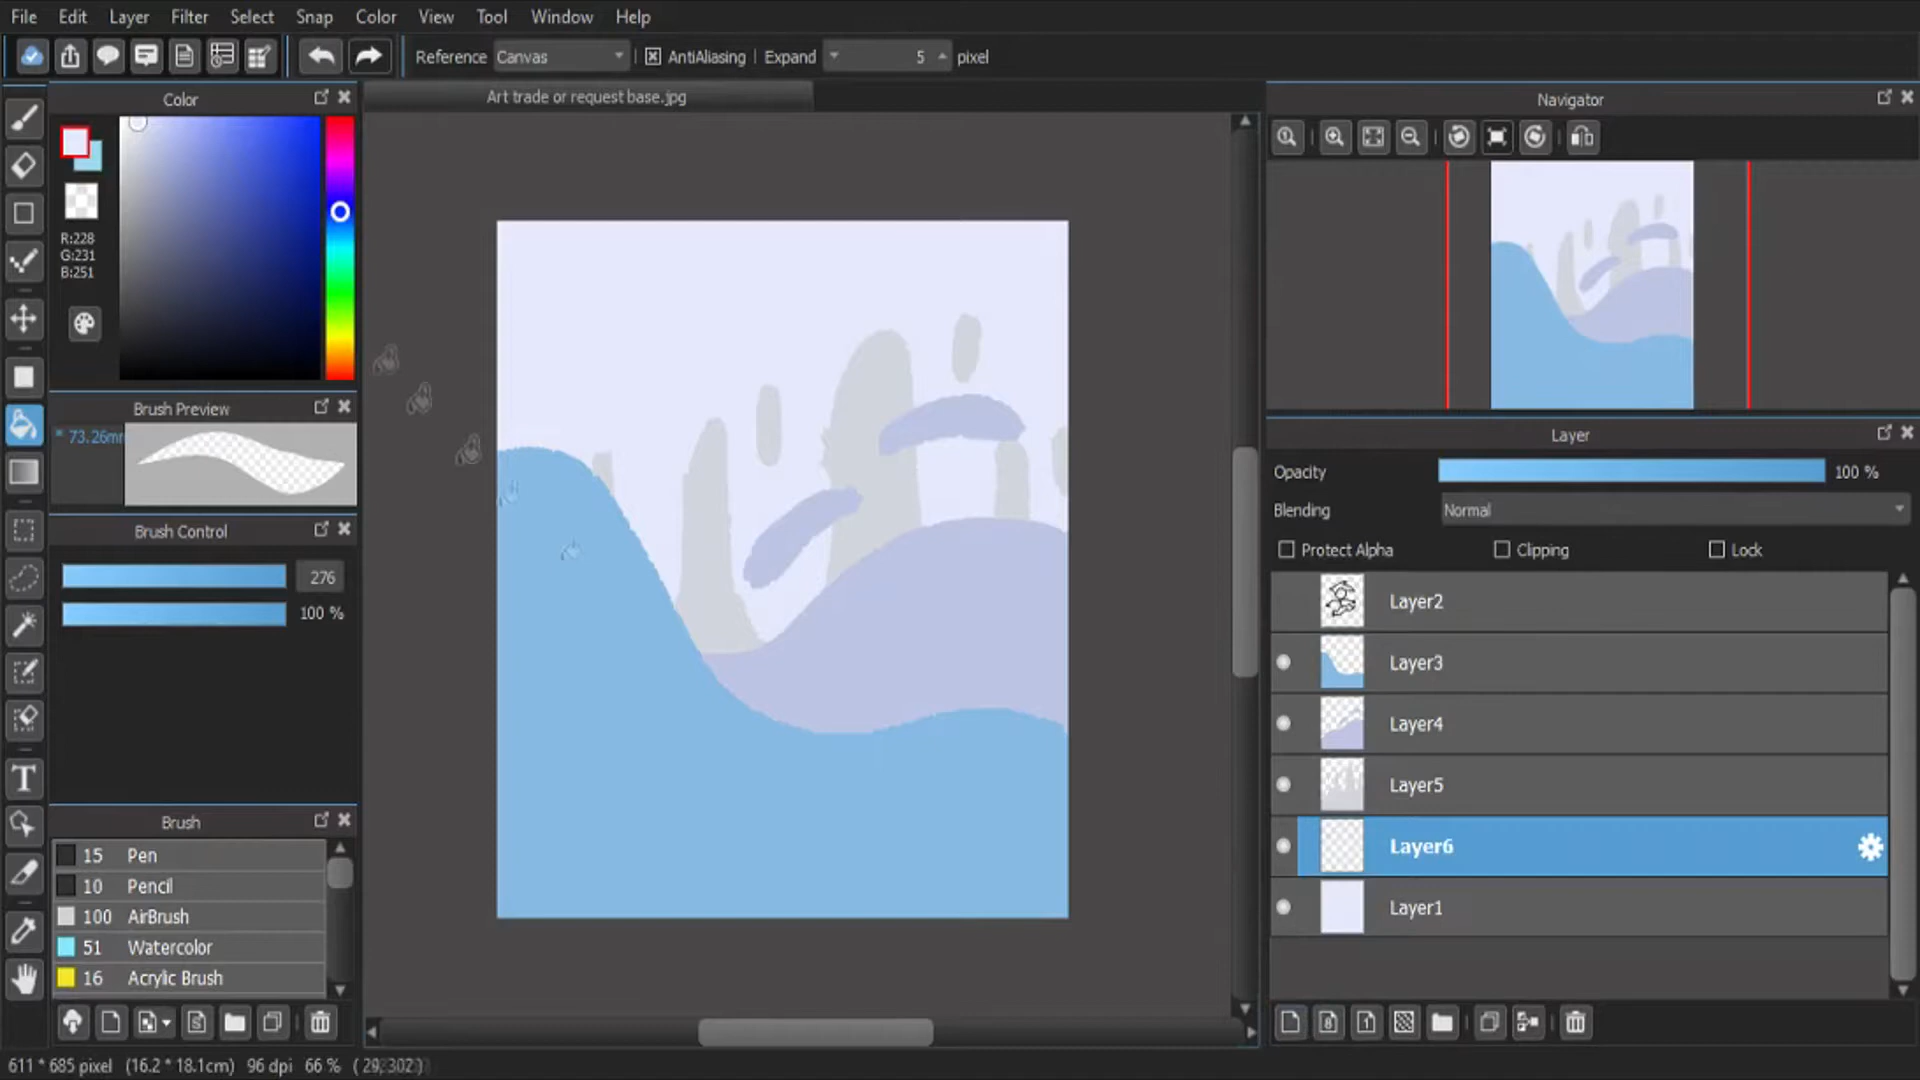 File Edit Layer Filter Select Snap Color View Tool Window Help
Reference Canvas AntiAliasing Expand 5 pixel
Color
R:228
G:231
B:251
Brush Preview
* 73.26m
Brush Control
276
100 %
Brush
15 Pen
10 Pencil
100 AirBrush
51 Watercolor
16 Acrylic Brush
T
Art trade or request base.jpg
Navigator
Layer
Opacity 100 %
Blending Normal
Protect Alpha Clipping Lock
Layer2
Layer3
Layer4
Layer5
Layer6
Layer1
611 * 685 pixel (16.2 * 18.1cm) 96 dpi 66 %